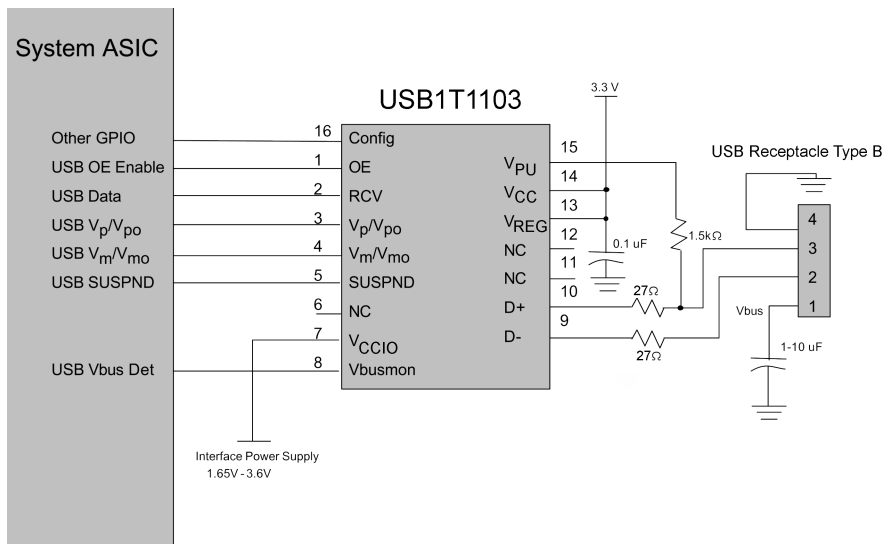 System ASIC
USB1T1103
3.3 V
USB Receptacle Type B
Other GPIO
16
Config
USB OE Enable
1
OE
USB Data
2
RCV
USB Vp/Vpo
3
Vp/Vpo
USB Vm/Vmo
4
Vm/Vmo
USB SUSPND
5
SUSPND
6
NC
7
VCCIO
USB Vbus Det
8
Vbusmon
15
VPU
14
VCC
13
VREG
12
NC
11
NC
10
D+
9
D-
0.1 uF
1.5kΩ
27Ω
27Ω
4
3
2
1
Vbus
1-10 uF
Interface Power Supply
1.65V - 3.6V